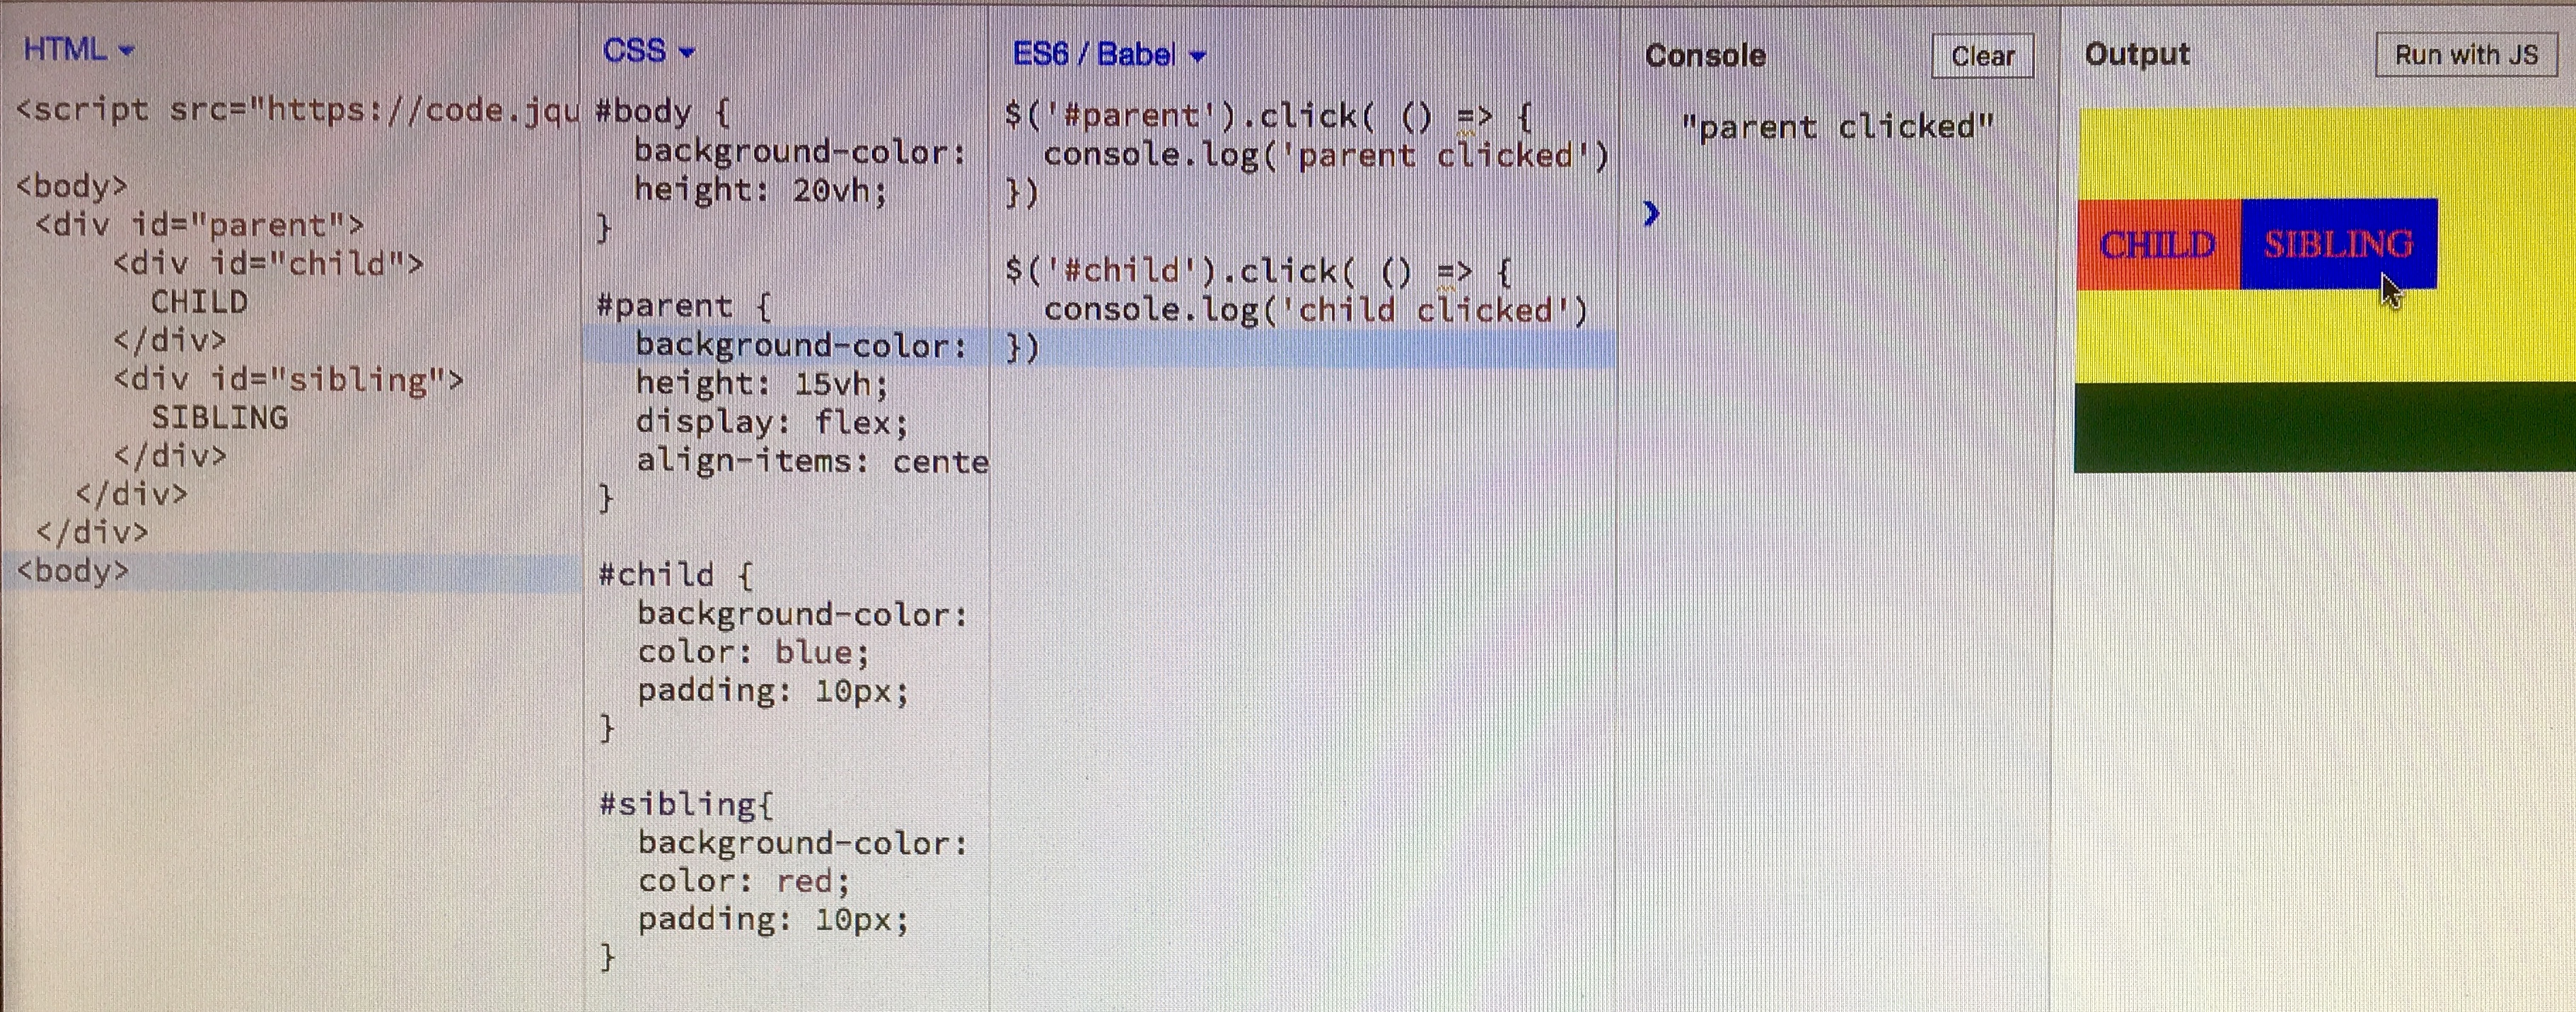 HTML
<script src="https://code.jqu
<body>
<div id="parent">
<div id="child">
CHILD
</div>
<div id="sibling">
SIBLING
</div>
</div>
</div>
<body>
CSS
#body {
background-color:
height: 20vh;
}
#parent {
background-color:
height: 15vh;
display: flex;
align-items: cente
}
#child {
background-color:
color: blue;
padding: 10px;
}
#sibling{
background-color:
color: red;
padding: 10px;
}
ES6 / Babel
$('#parent').click( () => {
console.log('parent clicked')
})
$('#child').click( () => {
console.log('child clicked')
})
Console
Clear
"parent clicked"
Output
Run with JS
CHILD
SIBLING